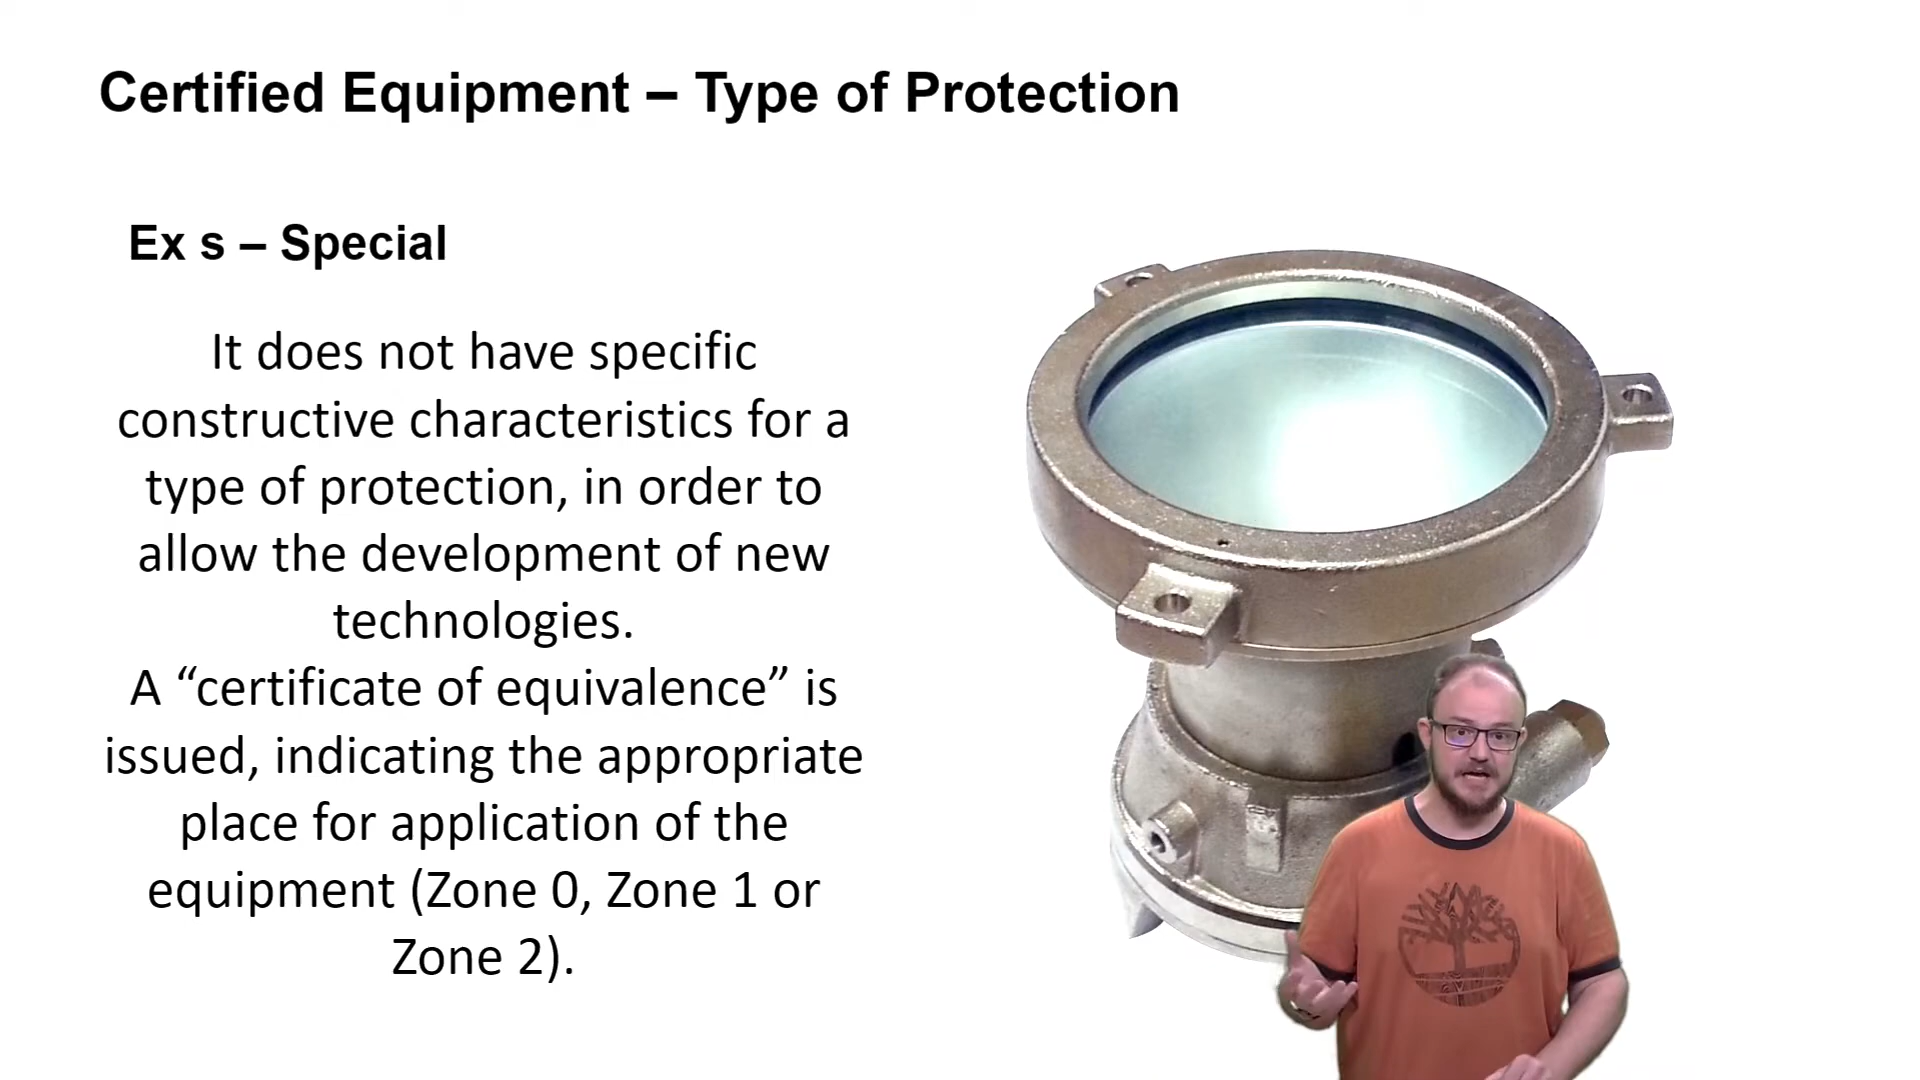 Certified Equipment – Type of Protection
Ex s – Special
It does not have specific
constructive characteristics for a
type of protection, in order to
allow the development of new
technologies.
A “certificate of equivalence” is
issued, indicating the appropriate
place for application of the
equipment (Zone 0, Zone 1 or
Zone 2).